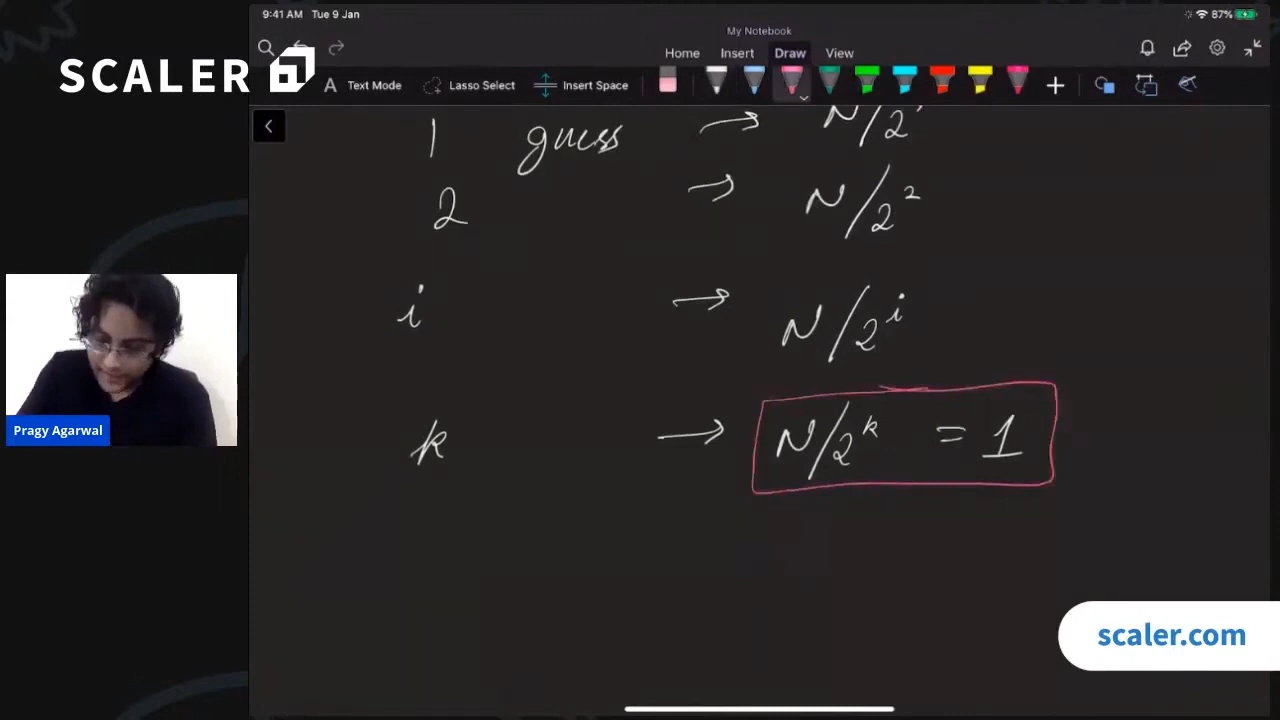 9:41 AM Tue 9 Jan
87%
My Notebook
SCALER
Home Insert Draw View
A Text Mode Lasso Select Insert Space
1 guess → N/2¹
2 → N/2²
i → N/2ⁱ
k → N/2ᵏ = 1
Pragy Agarwal
scaler.com